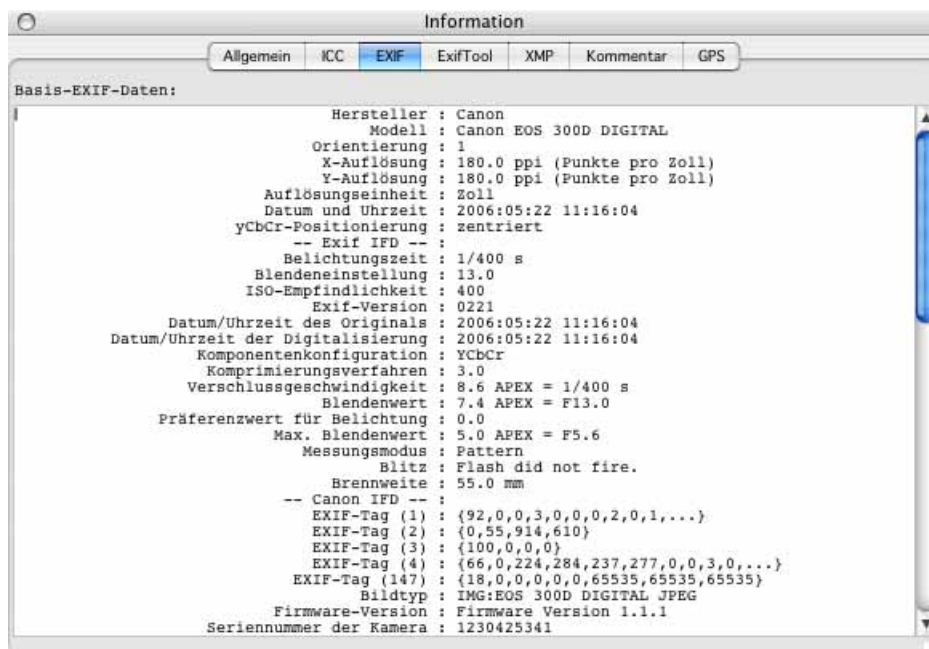 Information
Allgemein ICC EXIF ExifTool XMP Kommentar GPS
Basis-EXIF-Daten:
Hersteller : Canon
Modell : Canon EOS 300D DIGITAL
Orientierung : 1
X-Auflösung : 180.0 ppi (Punkte pro Zoll)
Y-Auflösung : 180.0 ppi (Punkte pro Zoll)
Auflösungseinheit : Zoll
Datum und Uhrzeit : 2006:05:22 11:16:04
yCbCr-Positionierung : zentriert
-- Exif IFD -- :
Belichtungszeit : 1/400 s
Blendeneinstellung : 13.0
ISO-Empfindlichkeit : 400
Exif-Version : 0221
Datum/Uhrzeit des Originals : 2006:05:22 11:16:04
Datum/Uhrzeit der Digitalisierung : 2006:05:22 11:16:04
Komponentenkonfiguration : YCbCr
Komprimierungsverfahren : 3.0
Verschlussgeschwindigkeit : 8.6 APEX = 1/400 s
Blendenwert : 7.4 APEX = F13.0
Präferenzwert für Belichtung : 0.0
Max. Blendenwert : 5.0 APEX = F5.6
Messungsmodus : Pattern
Blitz : Flash did not fire.
Brennweite : 55.0 mm
-- Canon IFD -- :
EXIF-Tag (1) : {92,0,0,3,0,0,0,2,0,1,...}
EXIF-Tag (2) : {0,55,914,610}
EXIF-Tag (3) : {100,0,0,0}
EXIF-Tag (4) : {66,0,224,284,237,277,0,0,3,0,...}
EXIF-Tag (147) : {18,0,0,0,0,0,65535,65535,65535}
Bildtyp : IMG:EOS 300D DIGITAL JPEG
Firmware-Version : Firmware Version 1.1.1
Seriennummer der Kamera : 1230425341